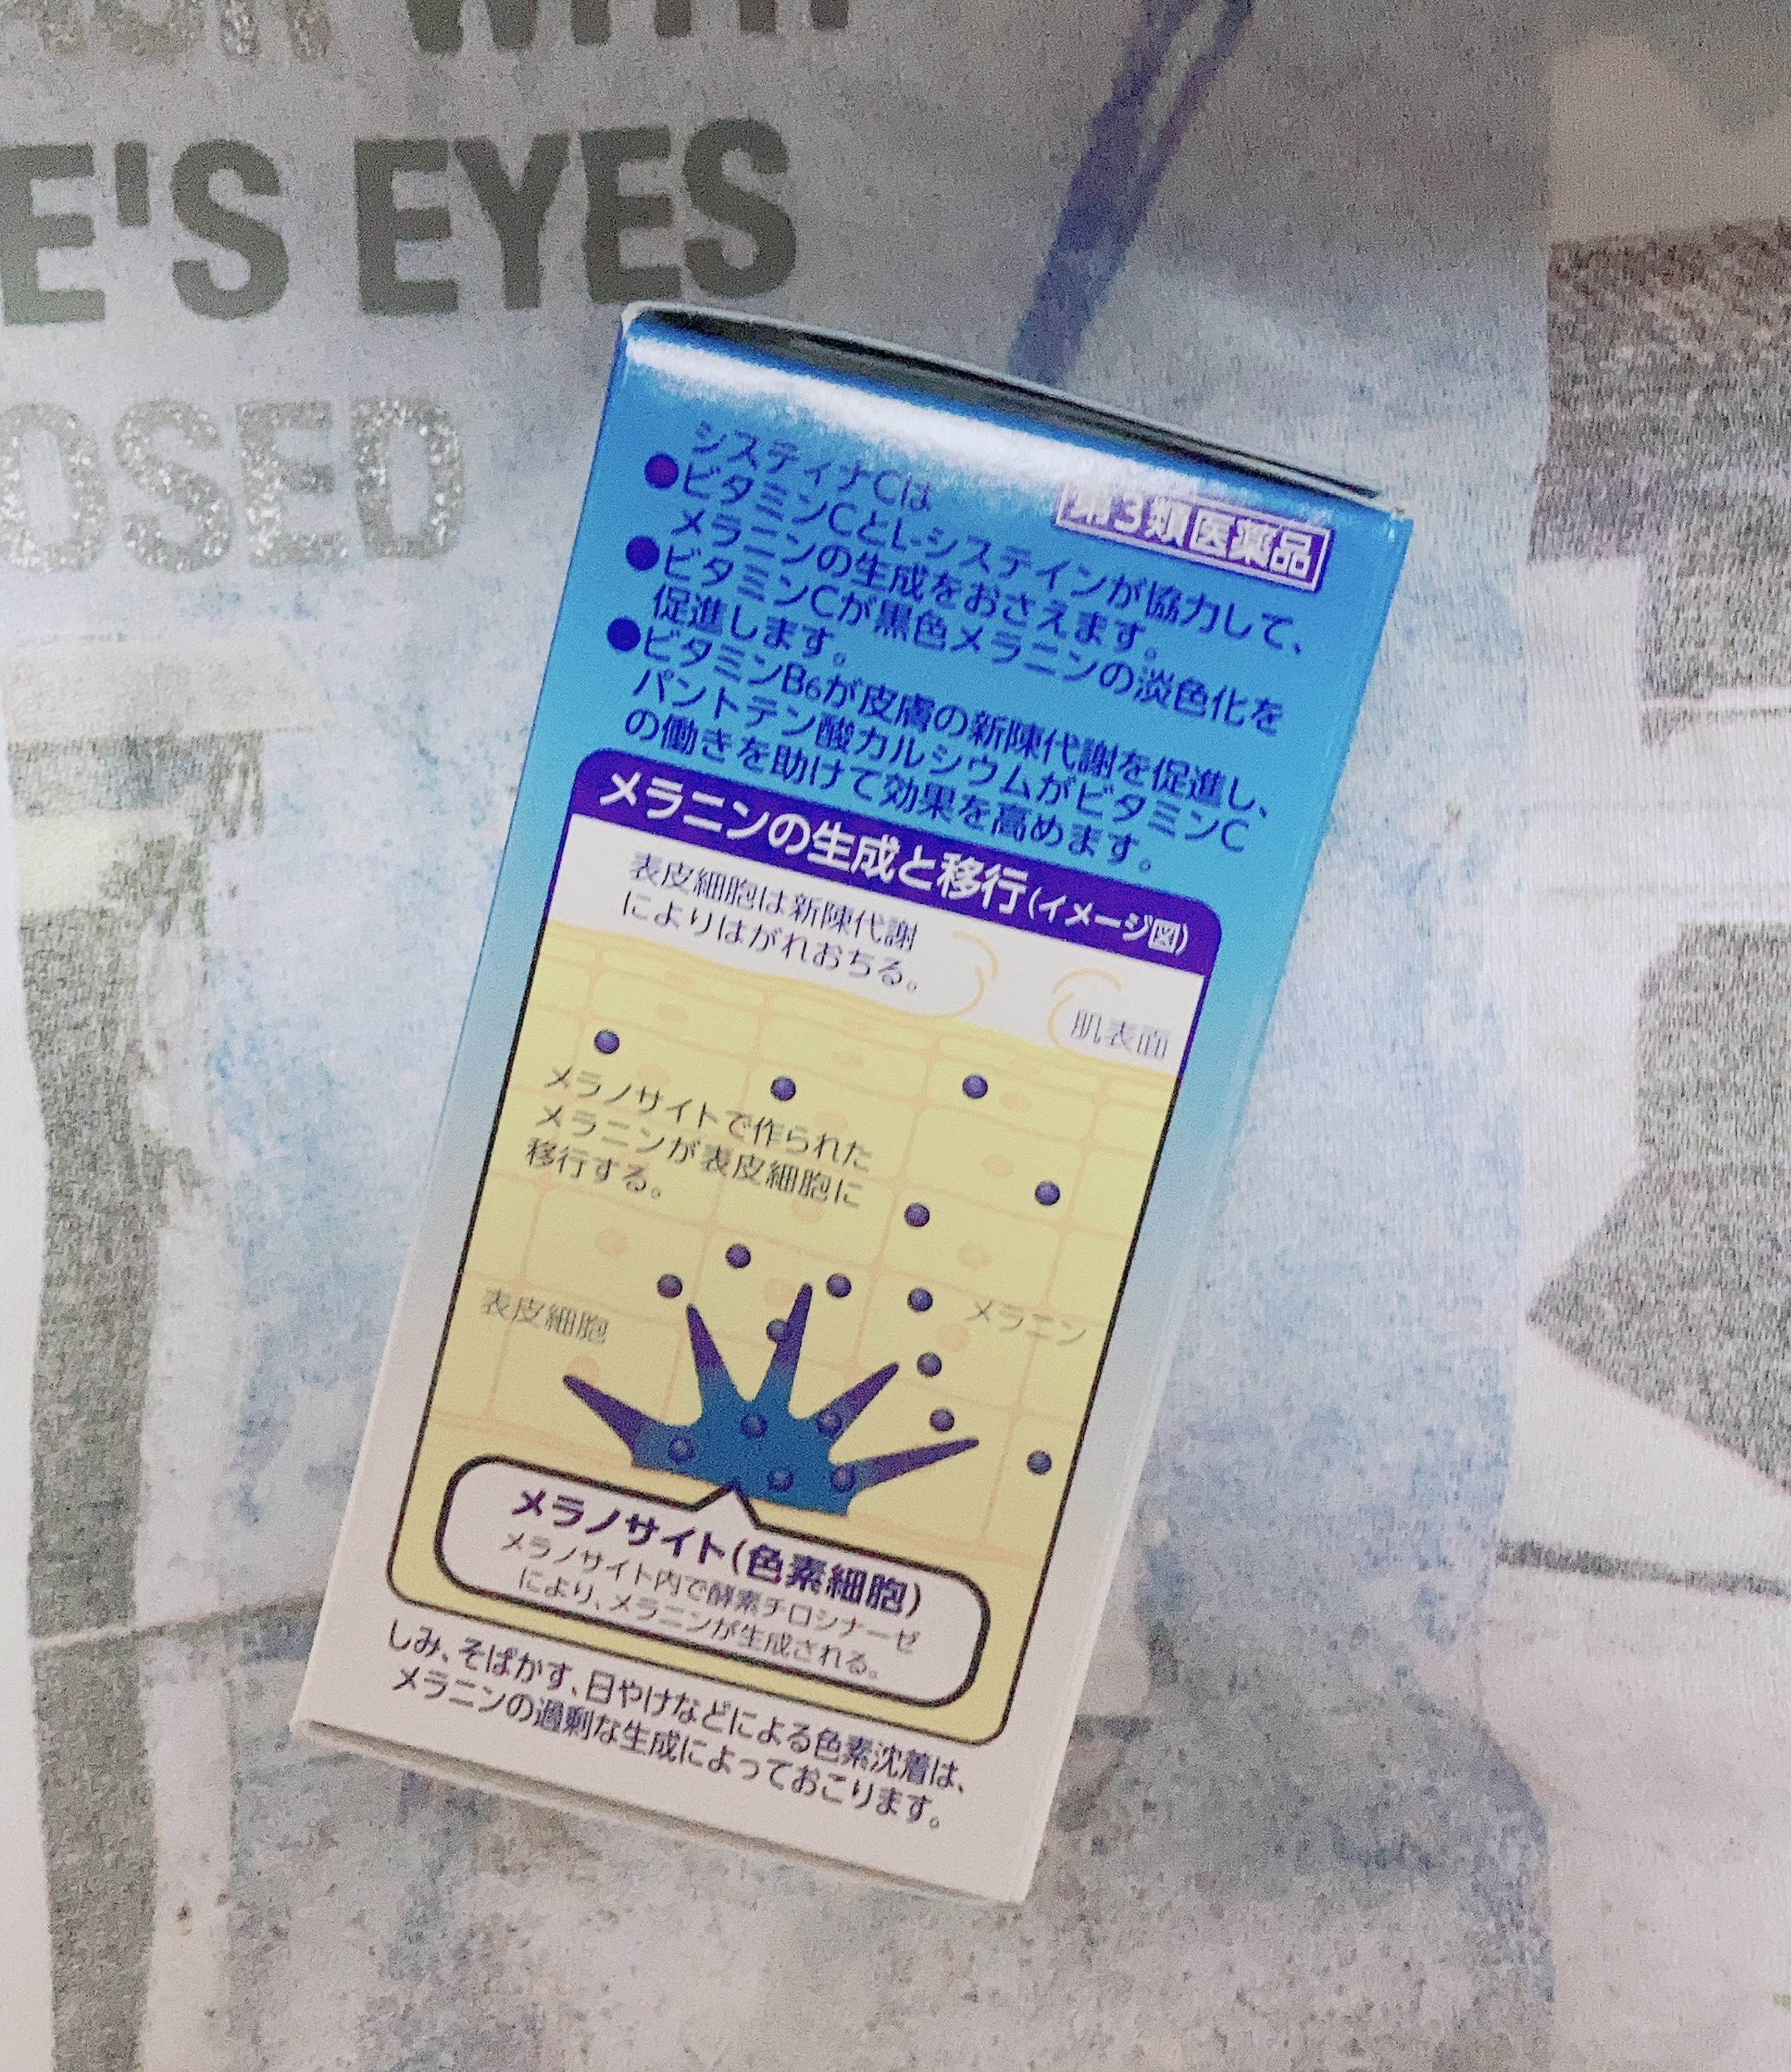 WITH
E'S EYES
OSED
システィナCは
第3類医薬品
●ビタミンCとL-システインが協力して、
メラニンの生成をおさえます。
●ビタミンCが黒色メラニンの淡色化を
促進します。
●ビタミンB6が皮膚の新陳代謝を促進し、
パントテン酸カルシウムがビタミンC
の働きを助けて効果を高めます。
メラニンの生成と移行(イメージ図)
表皮細胞は新陳代謝
によりはがれおちる。
肌表面
メラノサイトで作られた
メラニンが表皮細胞に
移行する。
表皮細胞
メラニン
メラノサイト(色素細胞)
メラノサイト内で酵素チロシナーゼ
により、メラニンが生成される。
しみ、そばかす、日やけなどによる色素沈着は、
メラニンの過剰な生成によっておこります。